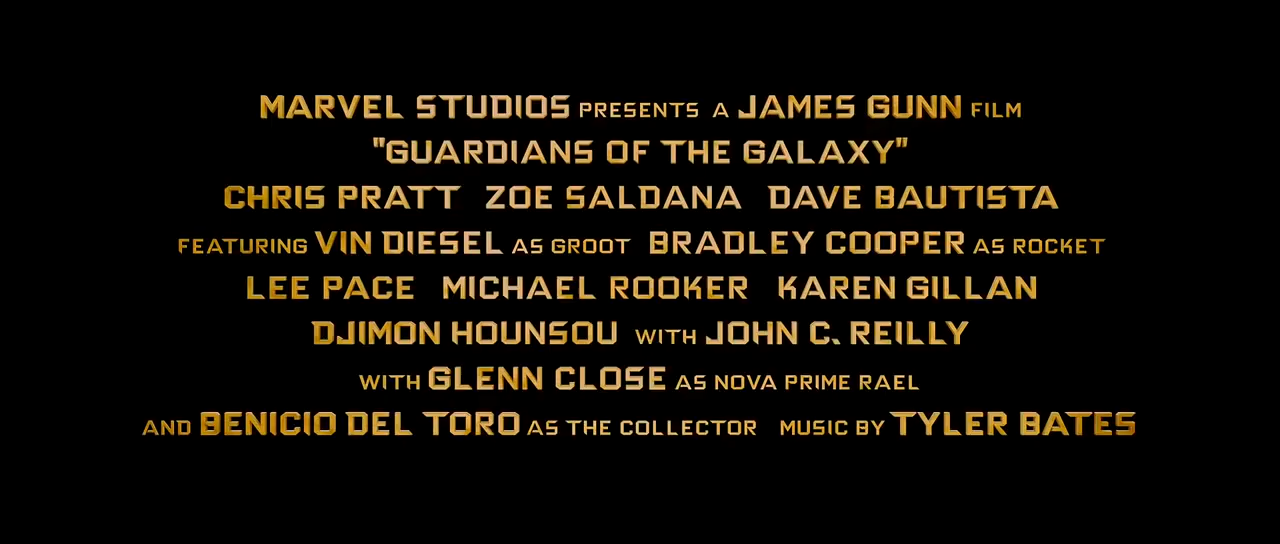 MARVEL STUDIOS PRESENTS A JAMES GUNN FILM
"GUARDIANS OF THE GALAXY"
CHRIS PRATT ZOE SALDANA DAVE BAUTISTA
FEATURING VIN DIESEL AS GROOT BRADLEY COOPER AS ROCKET
LEE PACE MICHAEL ROOKER KAREN GILLAN
DJIMON HOUNSOU WITH JOHN C. REILLY
WITH GLENN CLOSE AS NOVA PRIME RAEL
AND BENICIO DEL TORO AS THE COLLECTOR MUSIC BY TYLER BATES